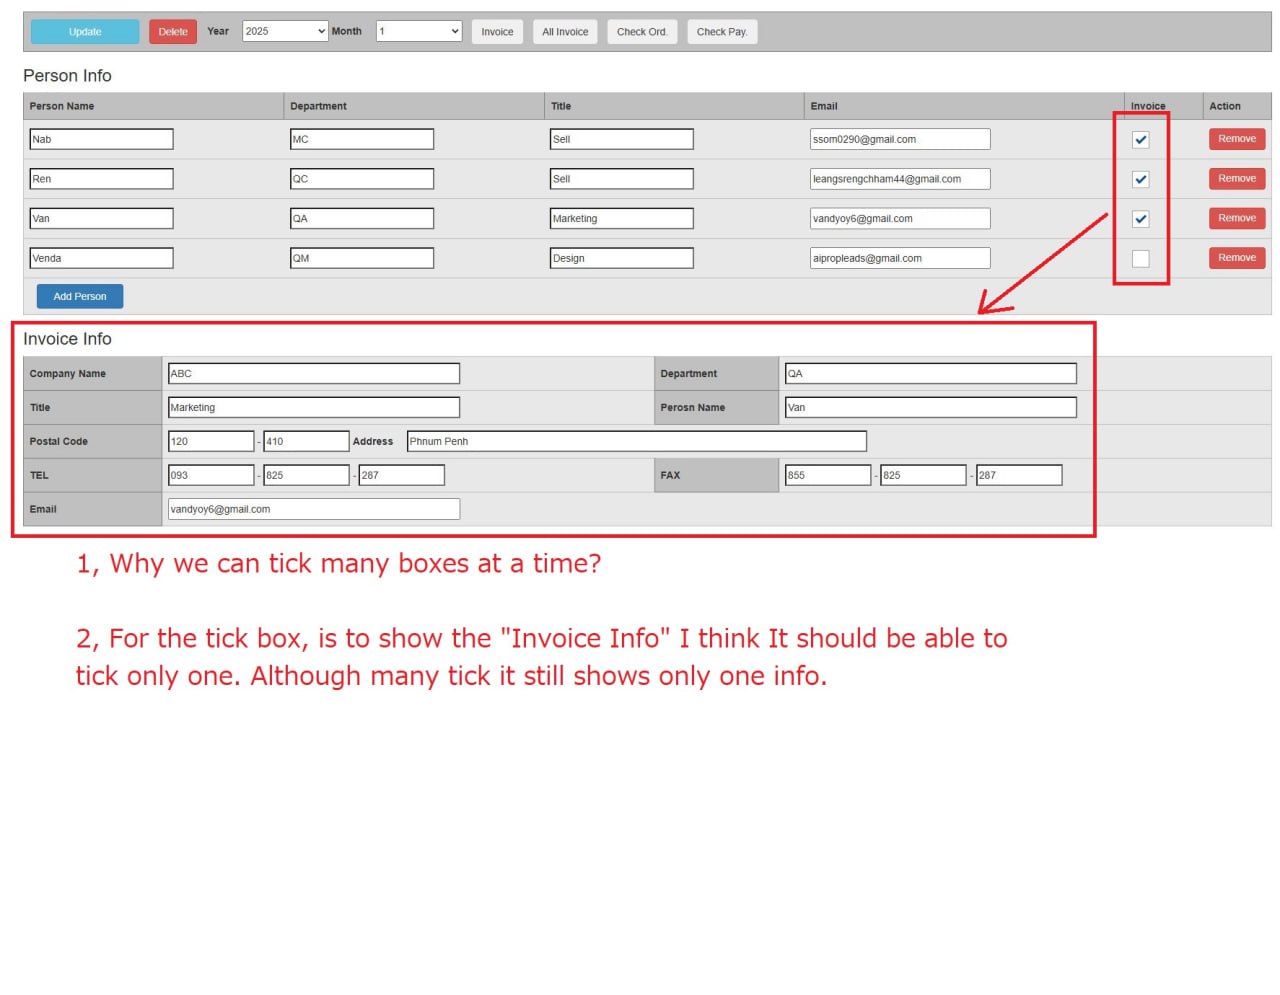 Update Delete Year 2025 Month 1 Invoice All Invoice Check Ord. Check Pay.
Person Info
Person Name Department Title Email Invoice Action
Nab MC Sell ssom0290@gmail.com Remove
Ren QC Sell leangsrengchham44@gmail.com Remove
Van QA Marketing vandyoy6@gmail.com Remove
Venda QM Design aipropleads@gmail.com Remove
Add Person
Invoice Info
Company Name ABC Department QA
Title Marketing Perosn Name Van
Postal Code 120 - 410 Address Phnum Penh
TEL 093 - 825 - 287 FAX 855 - 825 - 287
Email vandyoy6@gmail.com
1, Why we can tick many boxes at a time?
2, For the tick box, is to show the "Invoice Info" I think It should be able to
tick only one. Although many tick it still shows only one info.